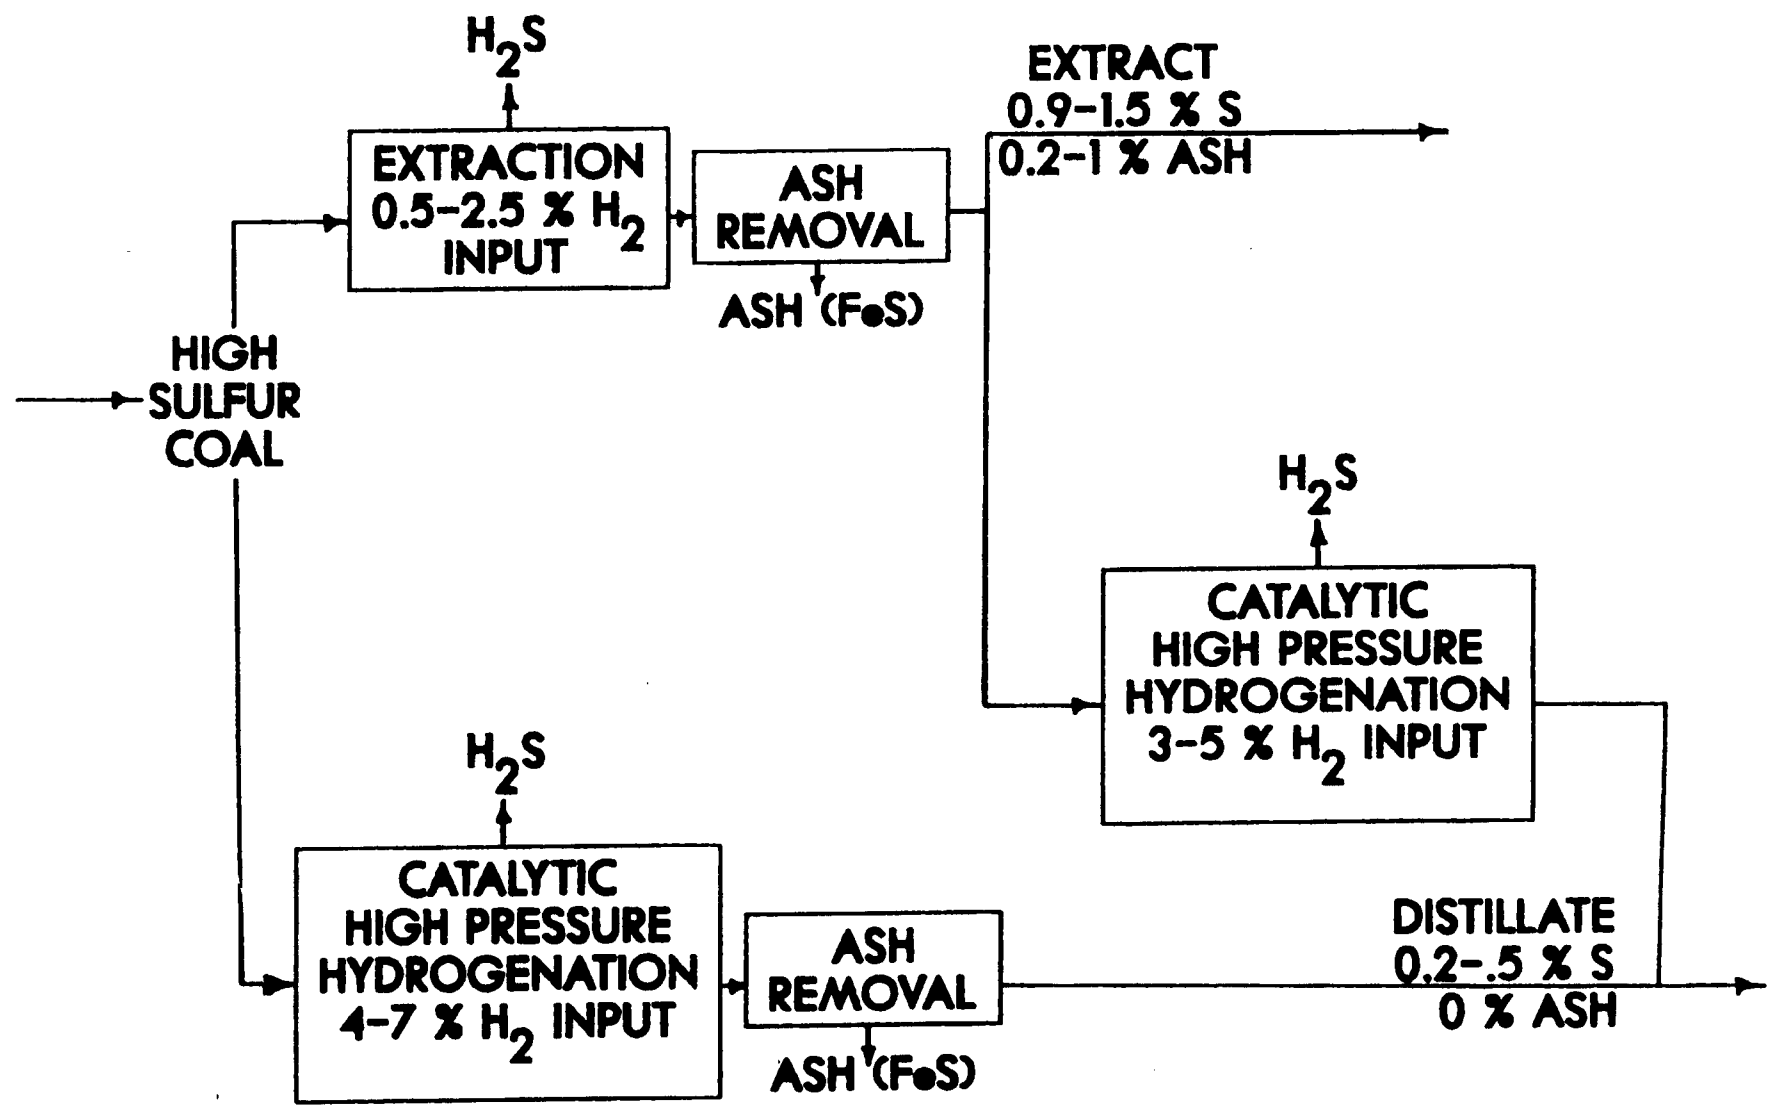 H2S
EXTRACTION
0.5-2.5 % H2
INPUT
ASH
REMOVAL
ASH (FeS)
EXTRACT
0.9-1.5 % S
0.2-1 % ASH
HIGH
SULFUR
COAL
H2S
CATALYTIC
HIGH PRESSURE
HYDROGENATION
3-5 % H2 INPUT
H2S
CATALYTIC
HIGH PRESSURE
HYDROGENATION
4-7 % H2 INPUT
ASH
REMOVAL
ASH (FeS)
DISTILLATE
0.2-.5 % S
0 % ASH